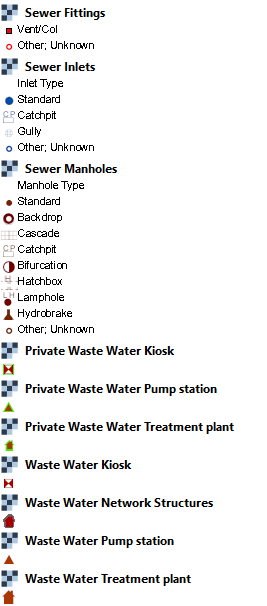 Sewer Fittings
Vent/Col
Other; Unknown
Sewer Inlets
Inlet Type
Standard
CP Catchpit
Gully
Other; Unknown
Sewer Manholes
Manhole Type
Standard
Backdrop
Cascade
CP Catchpit
Bifurcation
H Hatchbox
LH Lamphole
Hydrobrake
Other; Unknown
Private Waste Water Kiosk
Private Waste Water Pump station
Private Waste Water Treatment plant
Waste Water Kiosk
Waste Water Network Structures
Waste Water Pump station
Waste Water Treatment plant